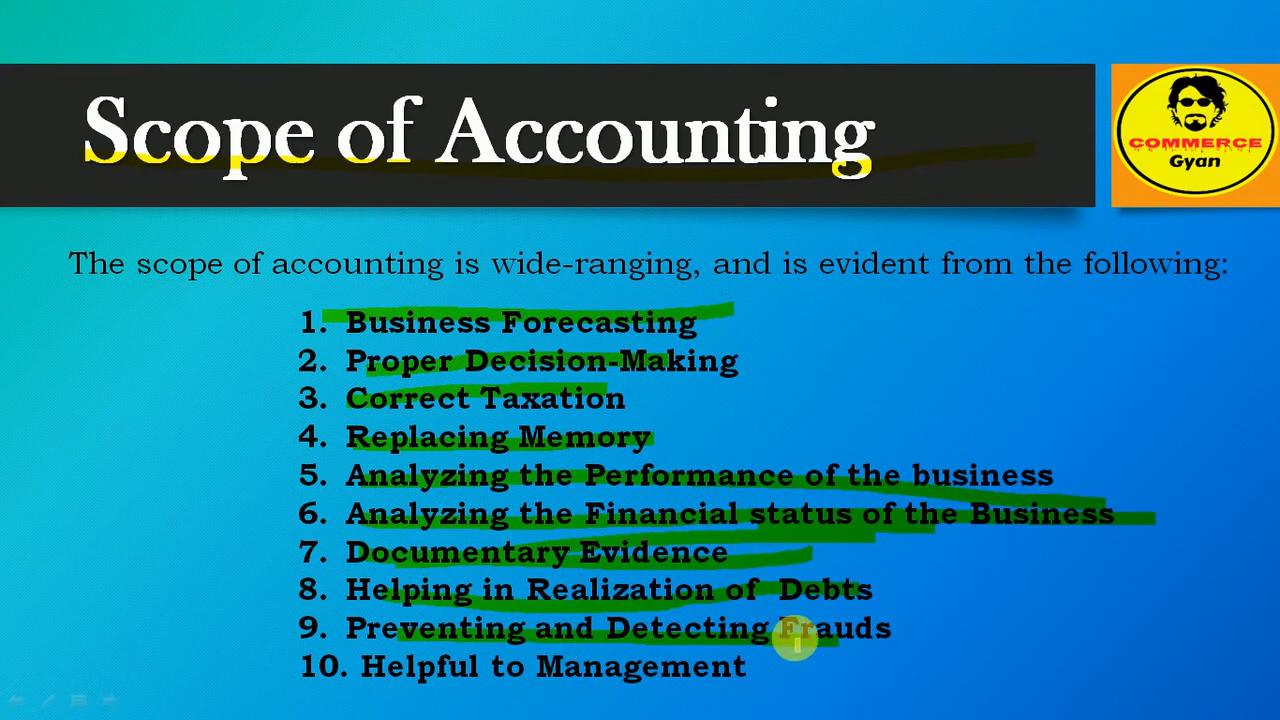 Scope of Accounting
COMMERCE
Gyan
The scope of accounting is wide-ranging, and is evident from the following:
1. Business Forecasting
2. Proper Decision-Making
3. Correct Taxation
4. Replacing Memory
5. Analyzing the Performance of the business
6. Analyzing the Financial status of the Business
7. Documentary Evidence
8. Helping in Realization of Debts
9. Preventing and Detecting Frauds
10. Helpful to Management